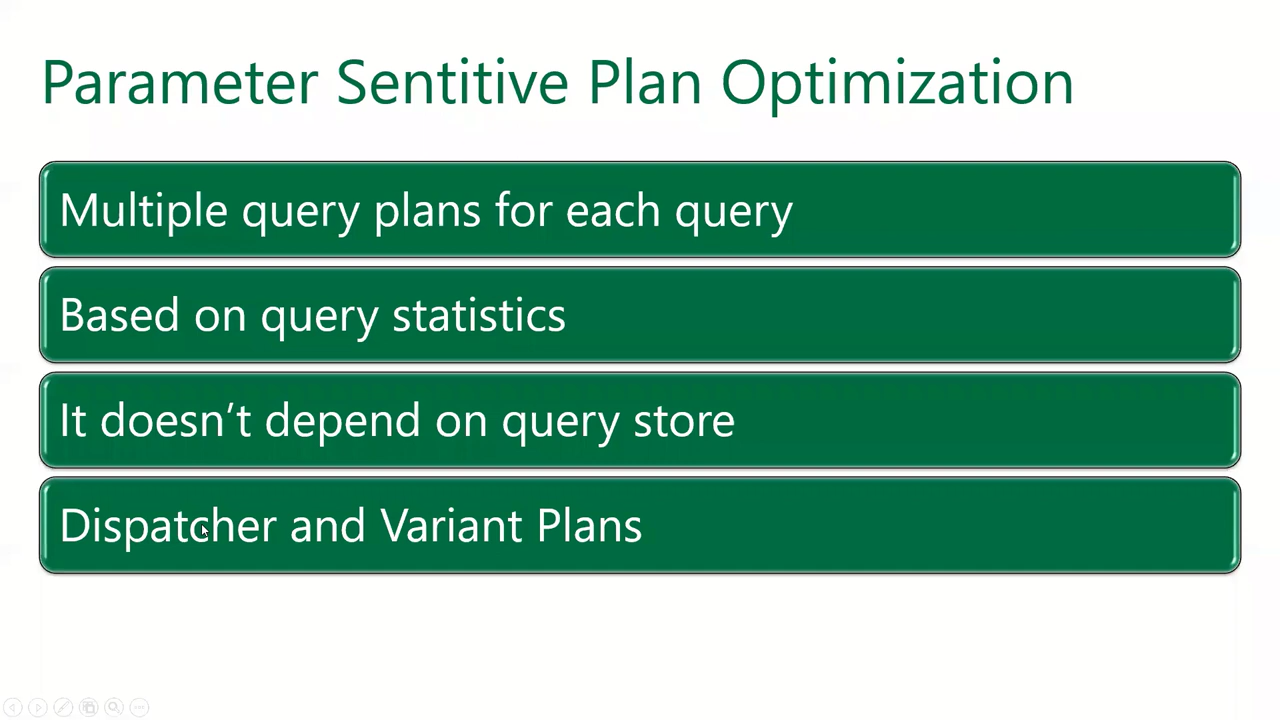 Parameter Sentitive Plan Optimization
Multiple query plans for each query
Based on query statistics
It doesn’t depend on query store
Dispatcher and Variant Plans